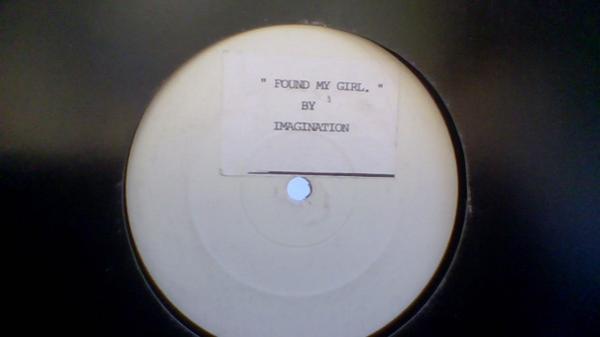 " FOUND MY GIRL. "
BY
IMAGINATION